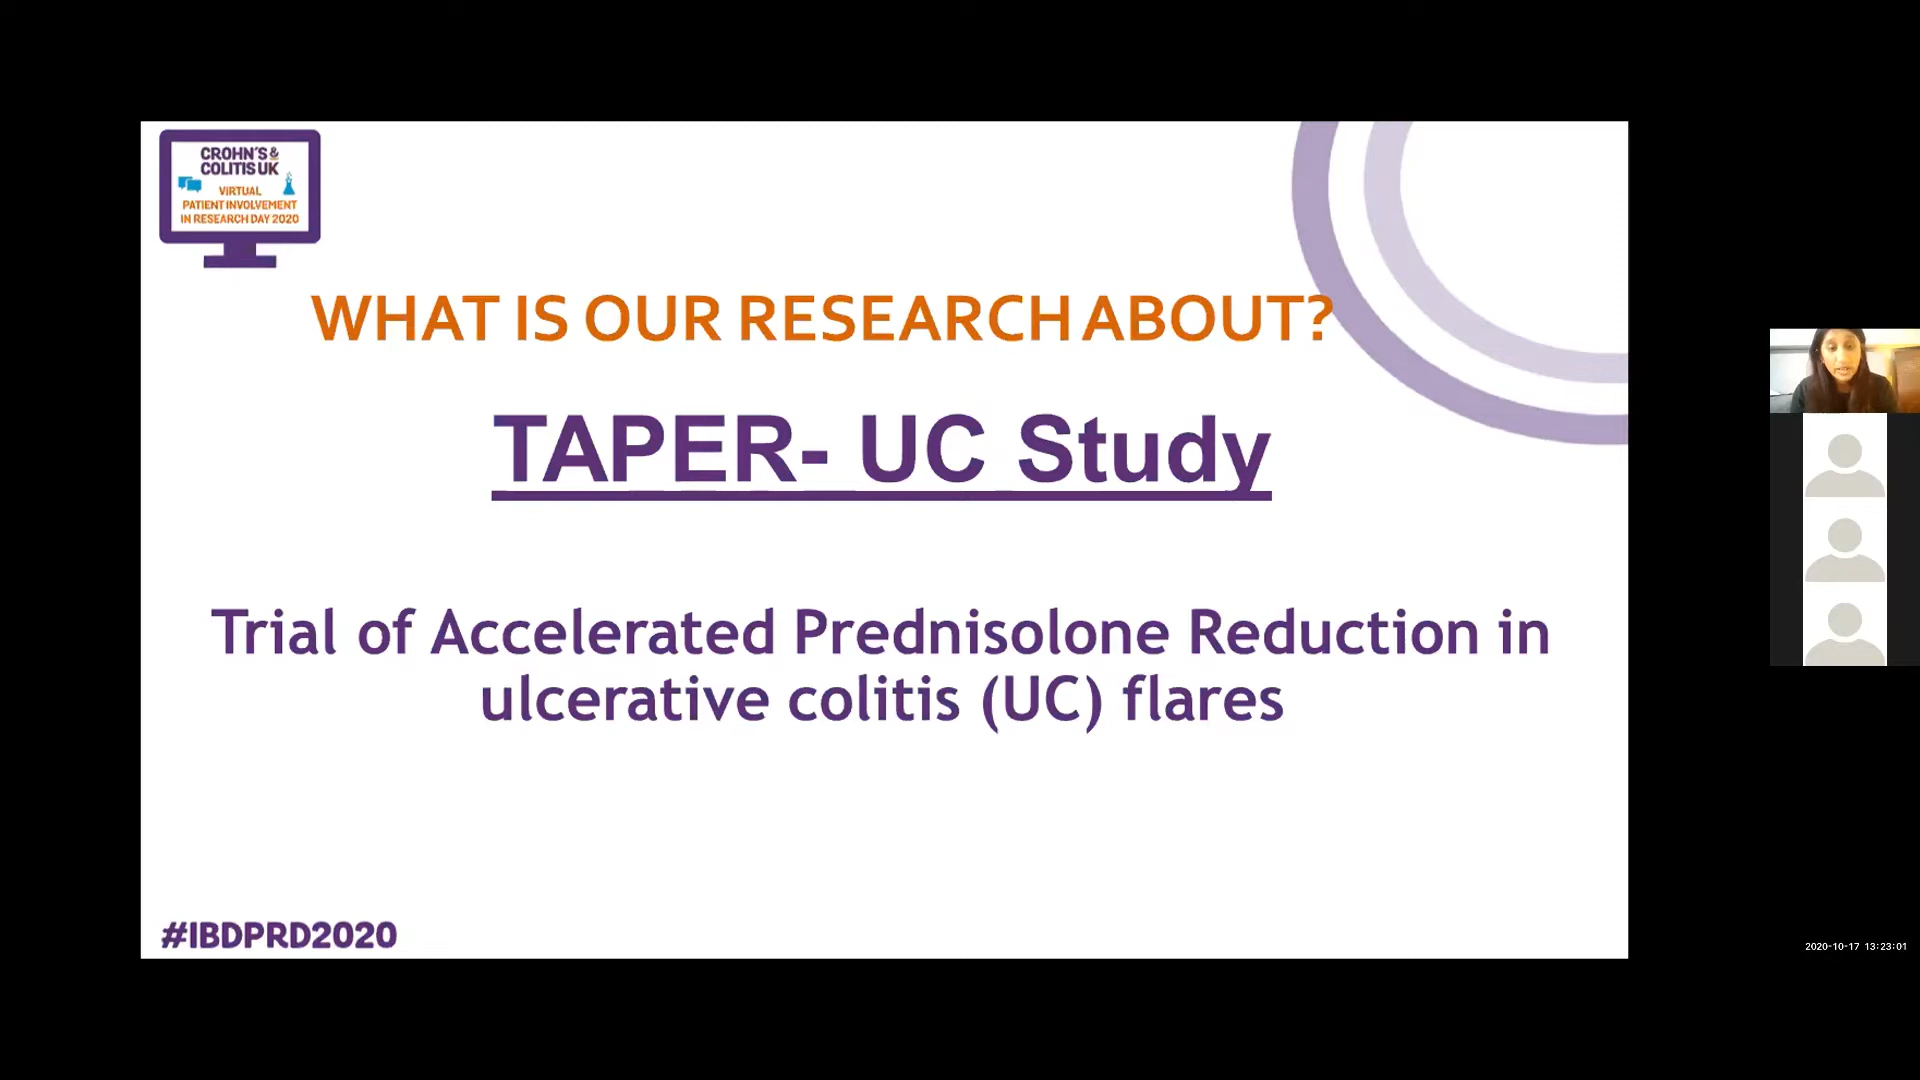 CROHN'S &
COLITIS UK
VIRTUAL
PATIENT INVOLVEMENT
IN RESEARCH DAY 2020
WHAT IS OUR RESEARCH ABOUT?
TAPER- UC Study
Trial of Accelerated Prednisolone Reduction in
ulcerative colitis (UC) flares
#IBDPRD2020
2020-10-17 13:23:01